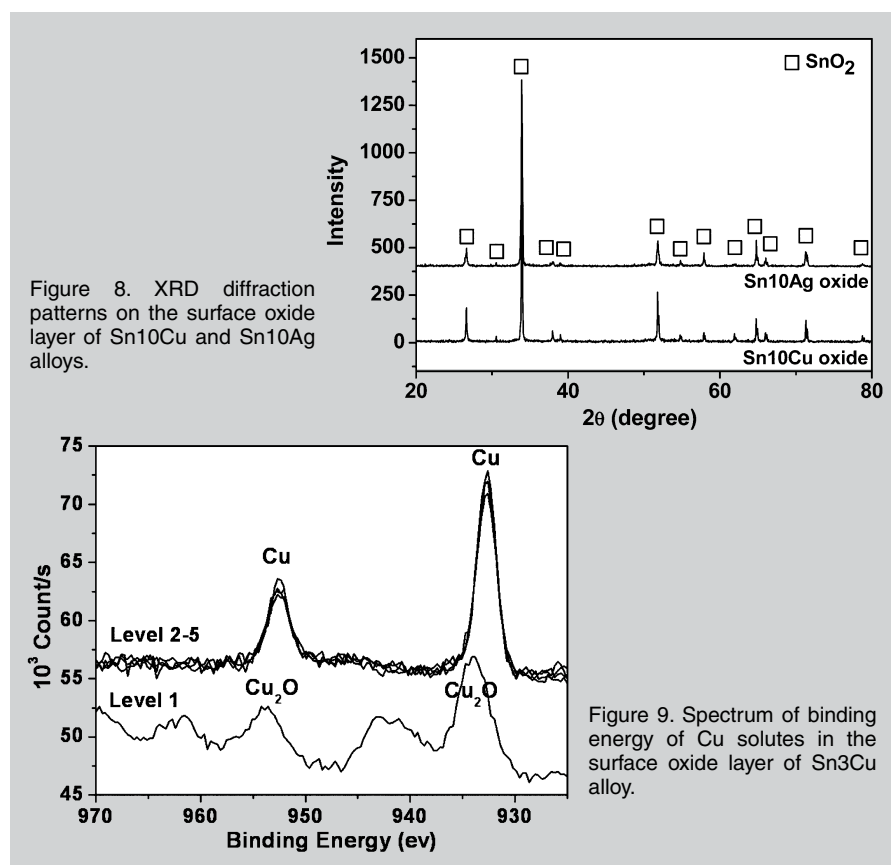 1500
1250
1000
750
500
250
0
Intensity
SnO₂
Sn10Ag oxide
Sn10Cu oxide
20 40 60 80
2θ (degree)
Figure 8. XRD diffraction
patterns on the surface oxide
layer of Sn10Cu and Sn10Ag
alloys.
75
70
65
60
55
50
45
10³ Count/s
Cu
Cu
Level 2-5
Level 1
Cu₂O
Cu₂O
970 960 950 940 930
Binding Energy (ev)
Figure 9. Spectrum of binding
energy of Cu solutes in the
surface oxide layer of Sn3Cu
alloy.